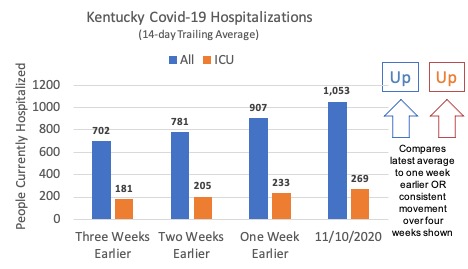 Kentucky Covid-19 Hospitalizations
(14-day Trailing Average)
All ICU
People Currently Hospitalized
1200
1000
800
600
400
200
0
702
181
781
205
907
233
1,053
269
Three Weeks
Earlier
Two Weeks
Earlier
One Week
Earlier
11/10/2020
Up
Up
Compares
latest average
to one week
earlier OR
consistent
movement
over four
weeks shown